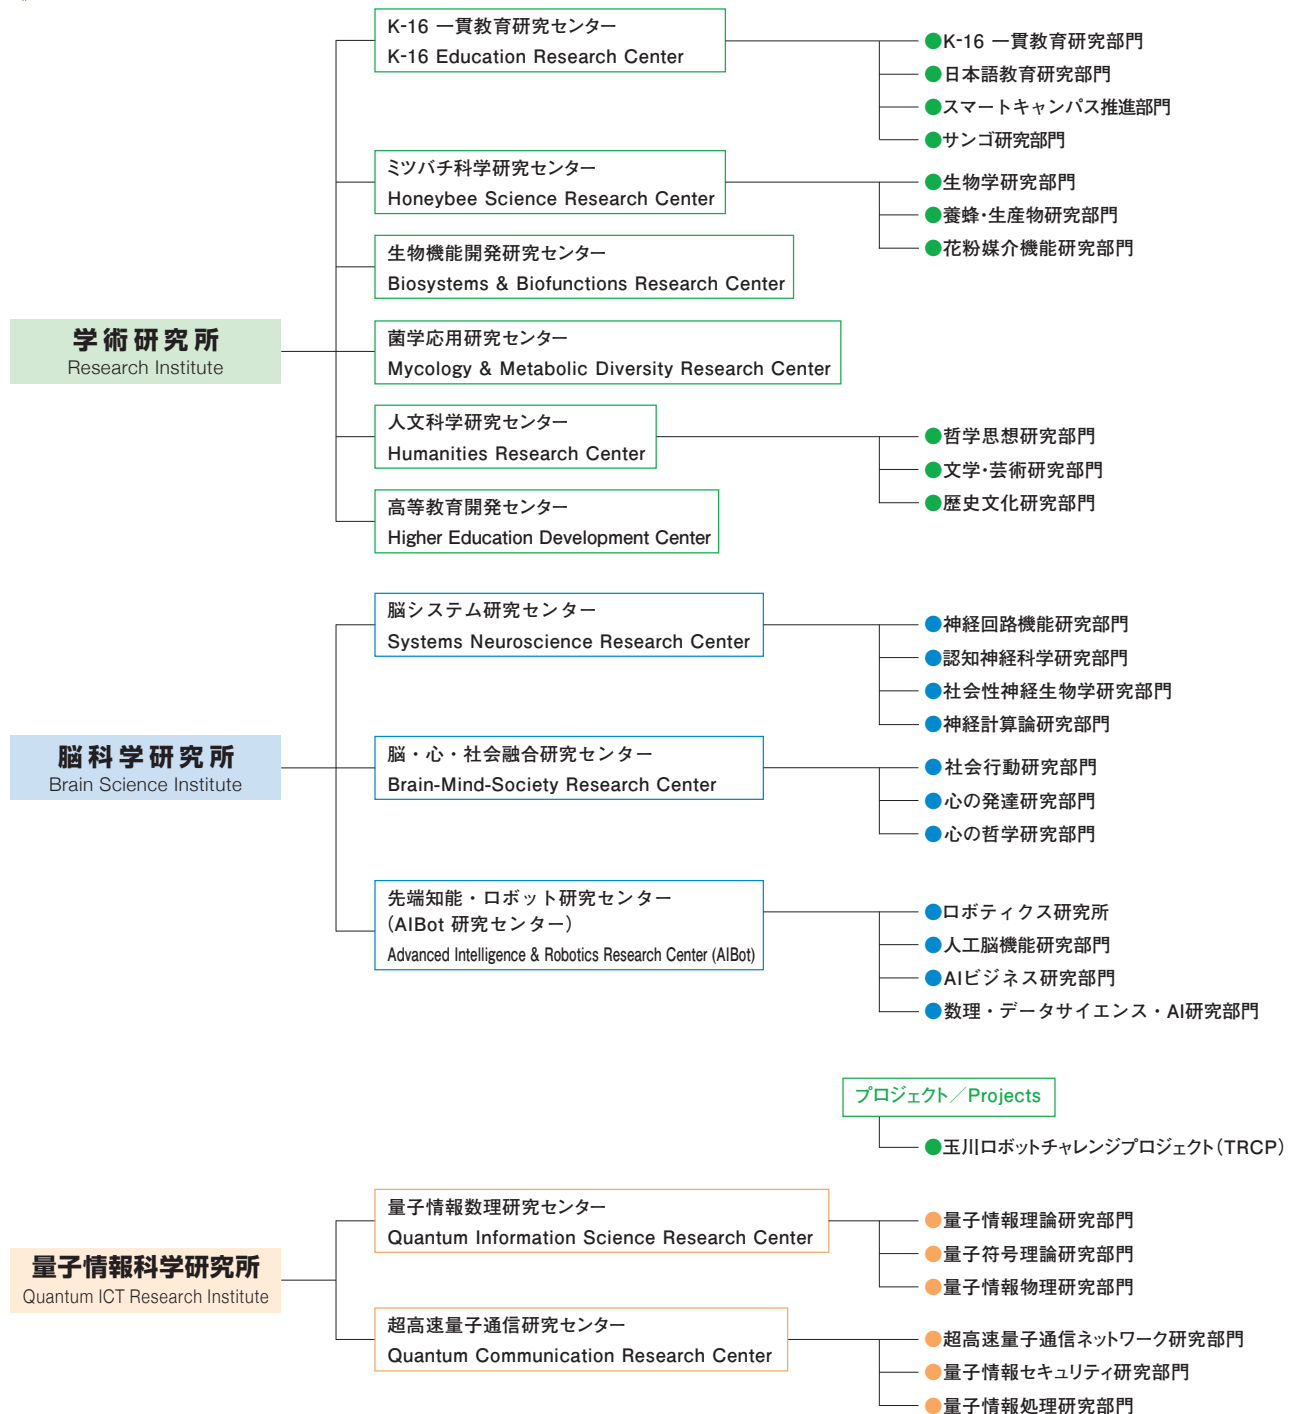 K-16 一貫教育研究センター
K-16 Education Research Center
●K-16 一貫教育研究部門
●日本語教育研究部門
●スマートキャンパス推進部門
●サンゴ研究部門
ミツバチ科学研究センター
Honeybee Science Research Center
●生物学研究部門
●養蜂・生産物研究部門
●花粉媒介機能研究部門
生物機能開発研究センター
Biosystems & Biofunctions Research Center
学術研究所
Research Institute
菌学応用研究センター
Mycology & Metabolic Diversity Research Center
人文科学研究センター
Humanities Research Center
●哲学思想研究部門
●文学・芸術研究部門
●歴史文化研究部門
高等教育開発センター
Higher Education Development Center
脳システム研究センター
Systems Neuroscience Research Center
●神経回路機能研究部門
●認知神経科学研究部門
●社会性神経生物学研究部門
●神経計算論研究部門
脳科学研究所
Brain Science Institute
脳・心・社会融合研究センター
Brain-Mind-Society Research Center
●社会行動研究部門
●心の発達研究部門
●心の哲学研究部門
先端知能・ロボット研究センター
(AIBot 研究センター)
Advanced Intelligence & Robotics Research Center (AIBot)
●ロボティクス研究所
●人工脳機能研究部門
●AIビジネス研究部門
●数理・データサイエンス・AI研究部門
プロジェクト／Projects
●玉川ロボットチャレンジプロジェクト(TRCP)
量子情報数理研究センター
Quantum Information Science Research Center
●量子情報理論研究部門
●量子符号理論研究部門
●量子情報物理研究部門
量子情報科学研究所
Quantum ICT Research Institute
超高速量子通信研究センター
Quantum Communication Research Center
●超高速量子通信ネットワーク研究部門
●量子情報セキュリティ研究部門
●量子情報処理研究部門